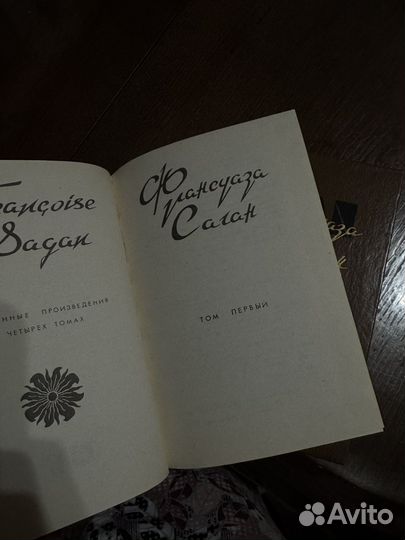 Françoise
Sagan
ННЫЕ ПРОИЗВЕДЕНИЯ
ЧЕТЫРЕХ ТОМАХ
Франсуаза
Саган
ТОМ ПЕРВЫЙ
Avito